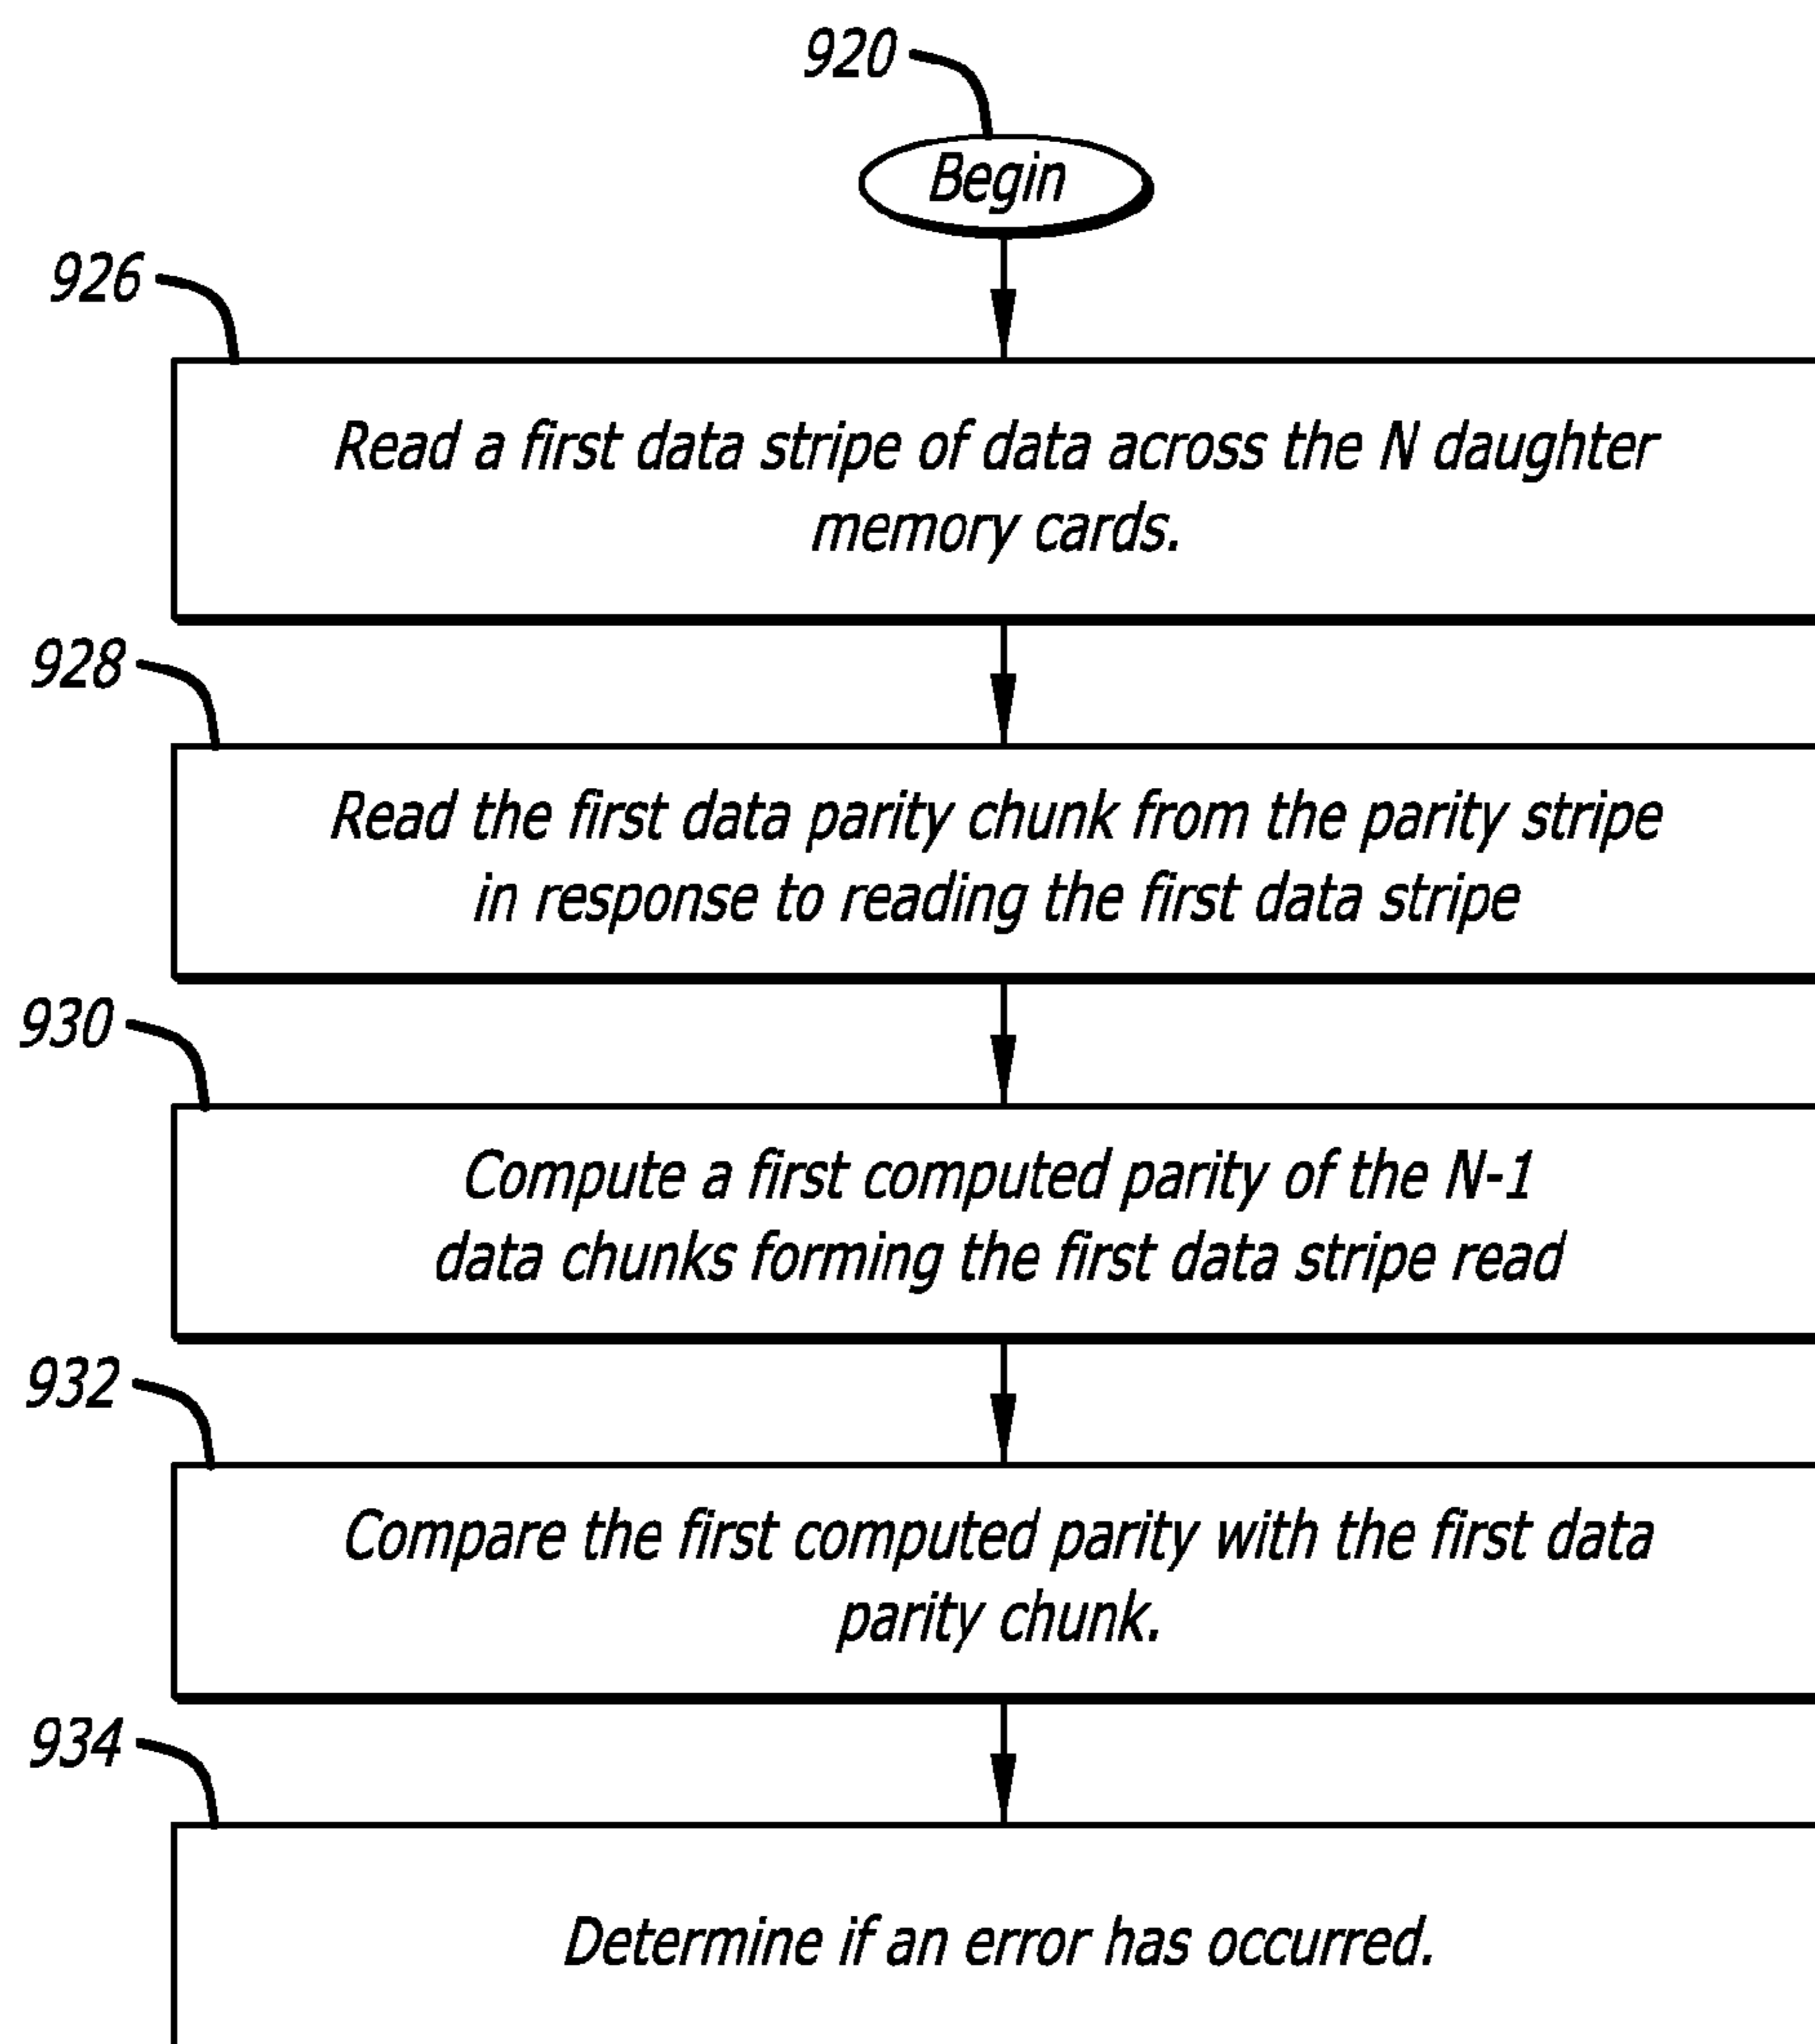 920
Begin
926
Read a first data stripe of data across the N daughter
memory cards.
928
Read the first data parity chunk from the parity stripe
in response to reading the first data stripe
930
Compute a first computed parity of the N-1
data chunks forming the first data stripe read
932
Compare the first computed parity with the first data
parity chunk.
934
Determine if an error has occurred.